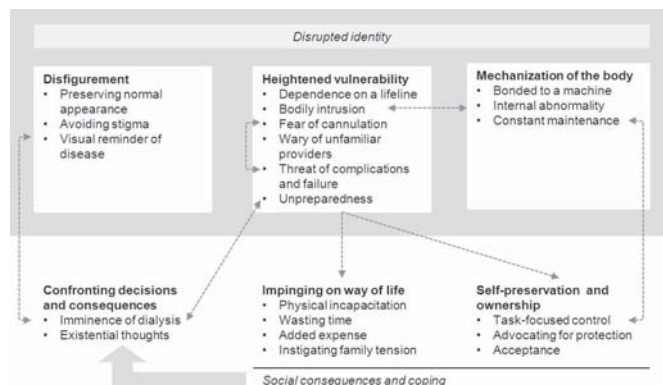 Disrupted identity
Disfigurement
• Preserving normal
appearance
• Avoiding stigma
• Visual reminder of
disease
Heightened vulnerability
• Dependence on a lifeline
• Bodily intrusion
• Fear of cannulation
• Wary of unfamiliar
providers
• Threat of complications
and failure
• Unpreparedness
Mechanization of the body
• Bonded to a machine
• Internal abnormality
• Constant maintenance
Confronting decisions
and consequences
• Imminence of dialysis
• Existential thoughts
Impinging on way of life
• Physical incapacitation
• Wasting time
• Added expense
• Instigating family tension
Self-preservation and
ownership
• Task-focused control
• Advocating for protection
• Acceptance
Social consequences and coping